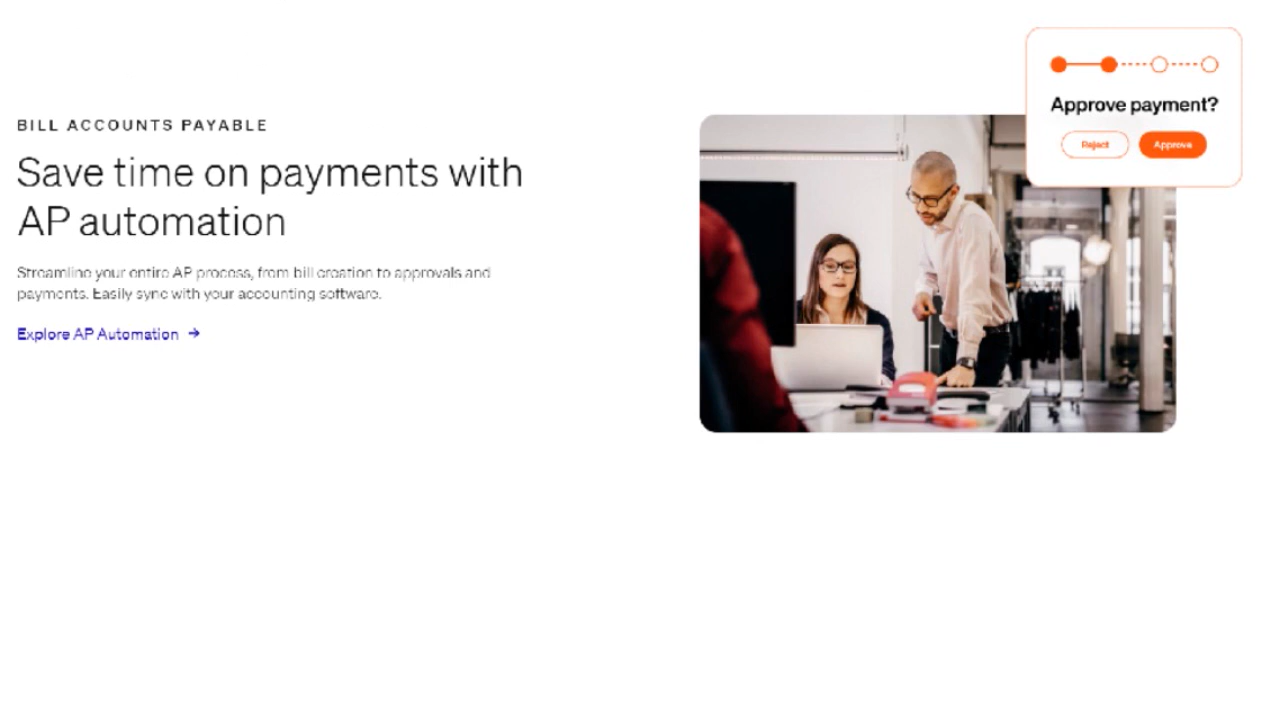 BILL ACCOUNTS PAYABLE
Save time on payments with
AP automation
Streamline your entire AP process, from bill creation to approvals and
payments. Easily sync with your accounting software.
Explore AP Automation →
Approve payment?
Reject
Approve